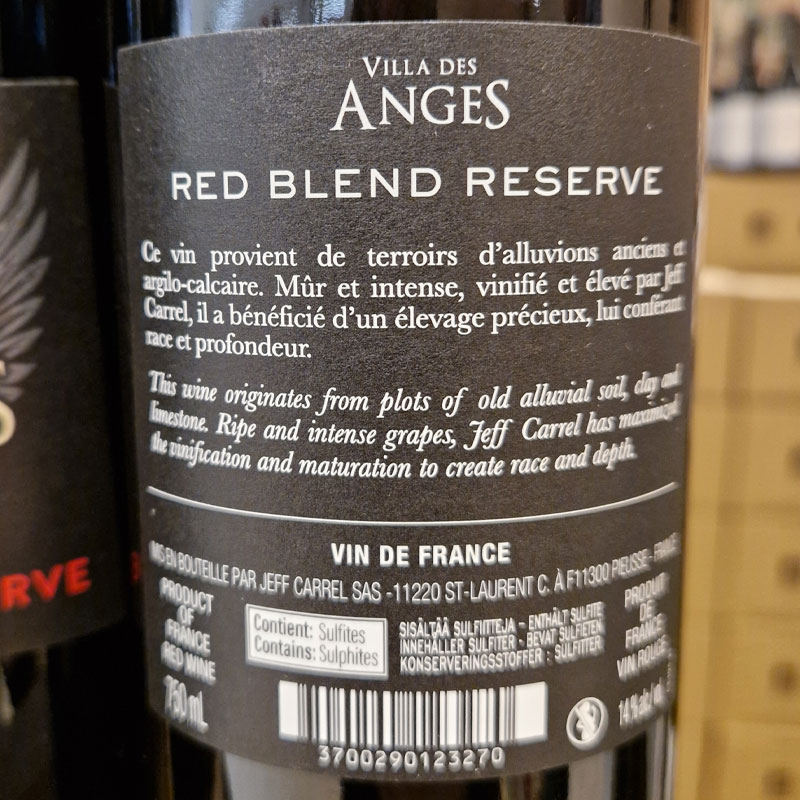 VILLA DES
ANGES
RED BLEND RESERVE
Ce vin provient de terroirs d'alluvions anciens et
argilo-calcaire. Mûr et intense, vinifié et élevé par Jeff
Carrel, il a bénéficié d'un élevage précieux, lui conférant
race et profondeur.
This wine originates from plots of old alluvial soil, clay and
limestone. Ripe and intense grapes, Jeff Carrel has maximized
the vinification and maturation to create race and depth.
VIN DE FRANCE
MIS EN BOUTEILLE PAR JEFF CARREL SAS -11220 ST-LAURENT C. À F11300 PIEUSSE - FRANCE
PRODUCT
OF
FRANCE
RED WINE
750 mL
Contient: Sulfites
Contains: Sulphites
SISÄLTÄÄ SULFIITTEJA - ENTHÄLT SULFITE
INNEHÅLLER SULFITER - BEVAT SULFIETEN
KONSERVERINGSSTOFFER : SULFITTER
PRODUIT
DE
FRANCE
VIN ROUGE
14%
3700290123270
S
RVE